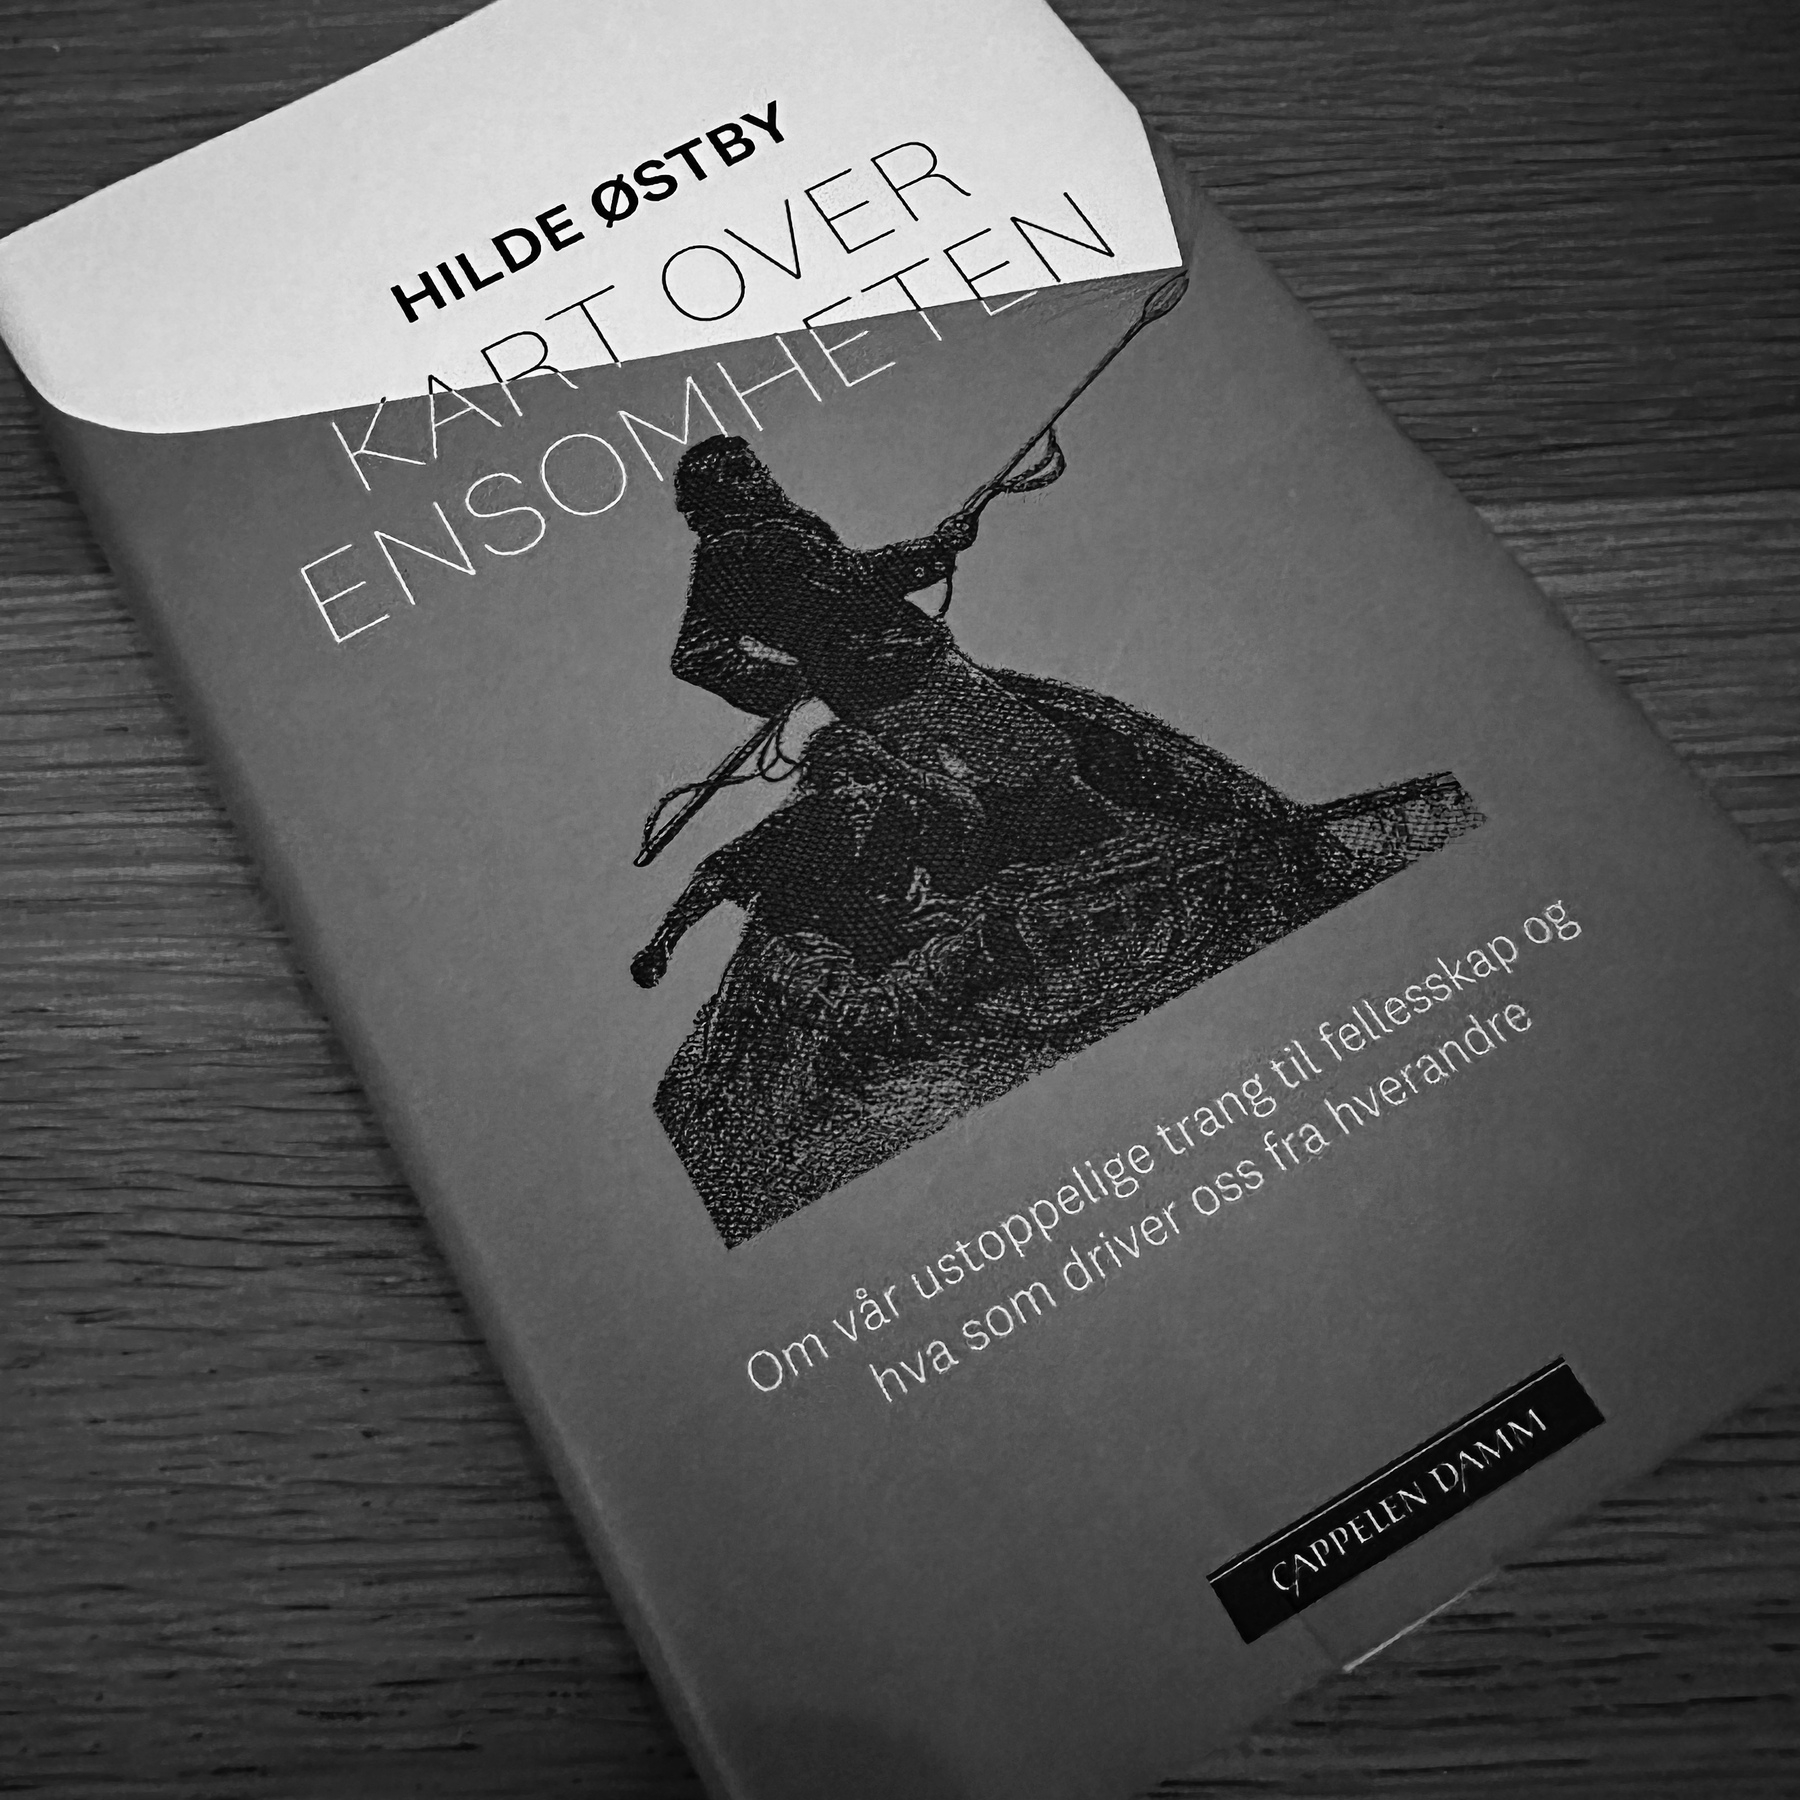 HILDE ØSTBY
KART OVER
ENSOMHETEN
Om vår ustoppelige trang til fellesskap og
hva som driver oss fra hverandre
CAPPELEN DAMM